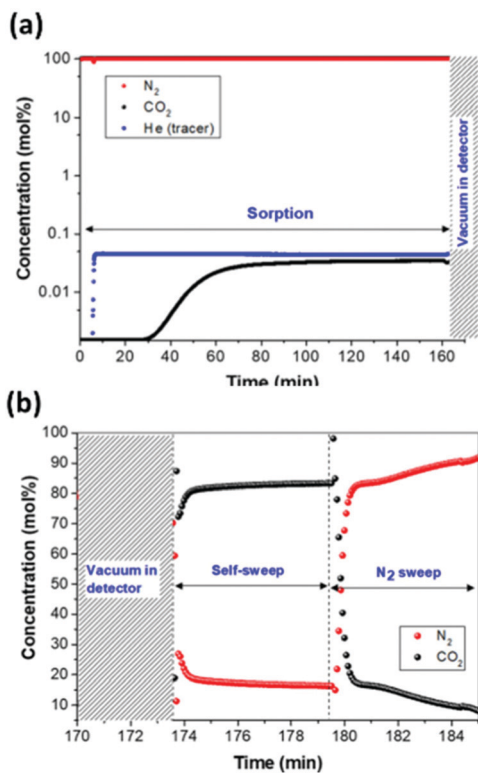 (a)
Concentration (mol%)
100
10
1
0.1
0.01
N2
CO2
He (tracer)
Sorption
Vacuum in detector
0 20 40 60 80 100 120 140 160
Time (min)
(b)
Concentration (mol%)
100
90
80
70
60
50
40
30
20
10
Vacuum in
detector
Self-sweep
N2 sweep
N2
CO2
170 172 174 176 178 180 182 184
Time (min)